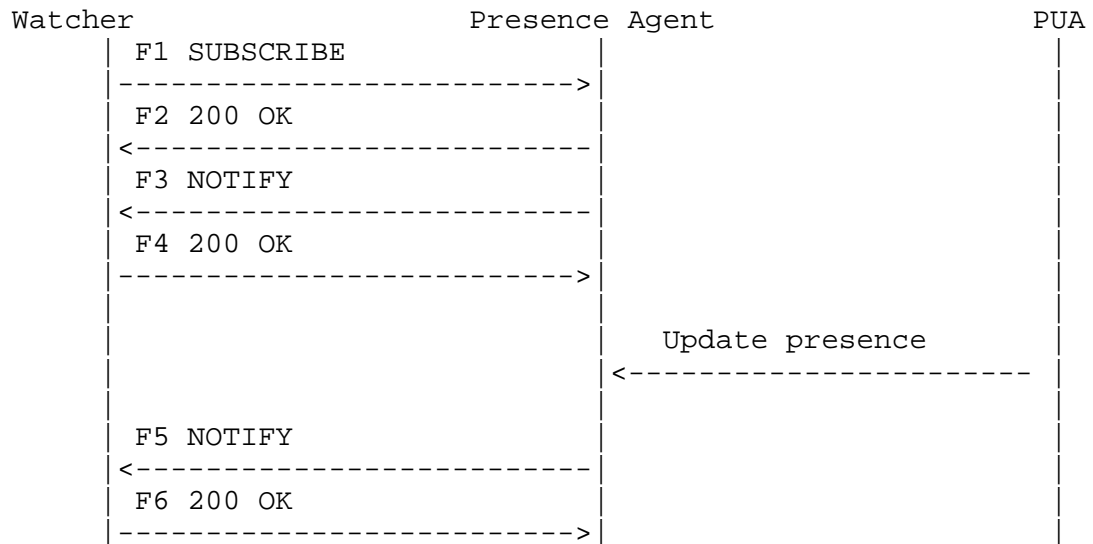 Watcher Presence Agent PUA
F1 SUBSCRIBE
F2 200 OK
F3 NOTIFY
F4 200 OK
Update presence
F5 NOTIFY
F6 200 OK